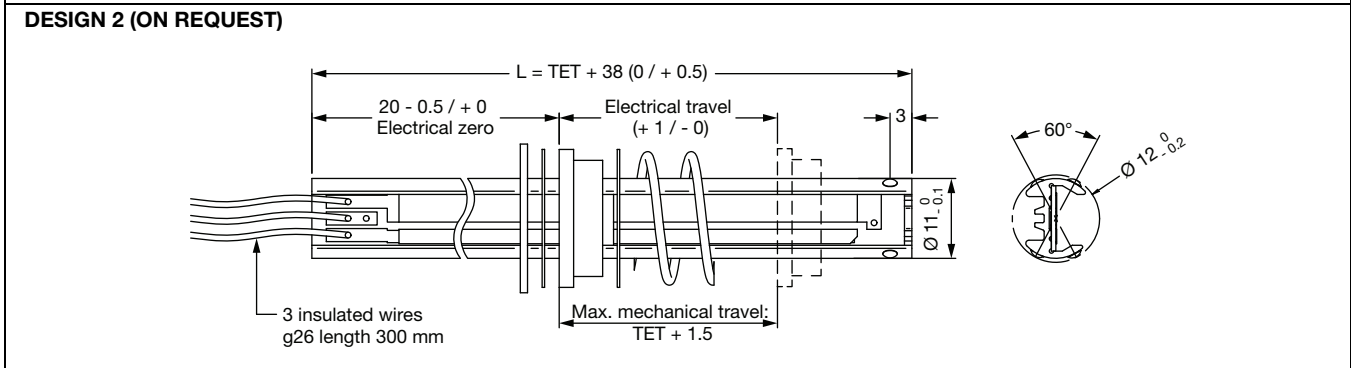 DESIGN 2 (ON REQUEST)
L = TET + 38 (0 / + 0.5)
20 - 0.5 / + 0
Electrical zero
Electrical travel
(+ 1 / - 0)
3
60°
Ø 12 0 - 0.2
Ø 11 0 - 0.1
3 insulated wires
g26 length 300 mm
Max. mechanical travel:
TET + 1.5